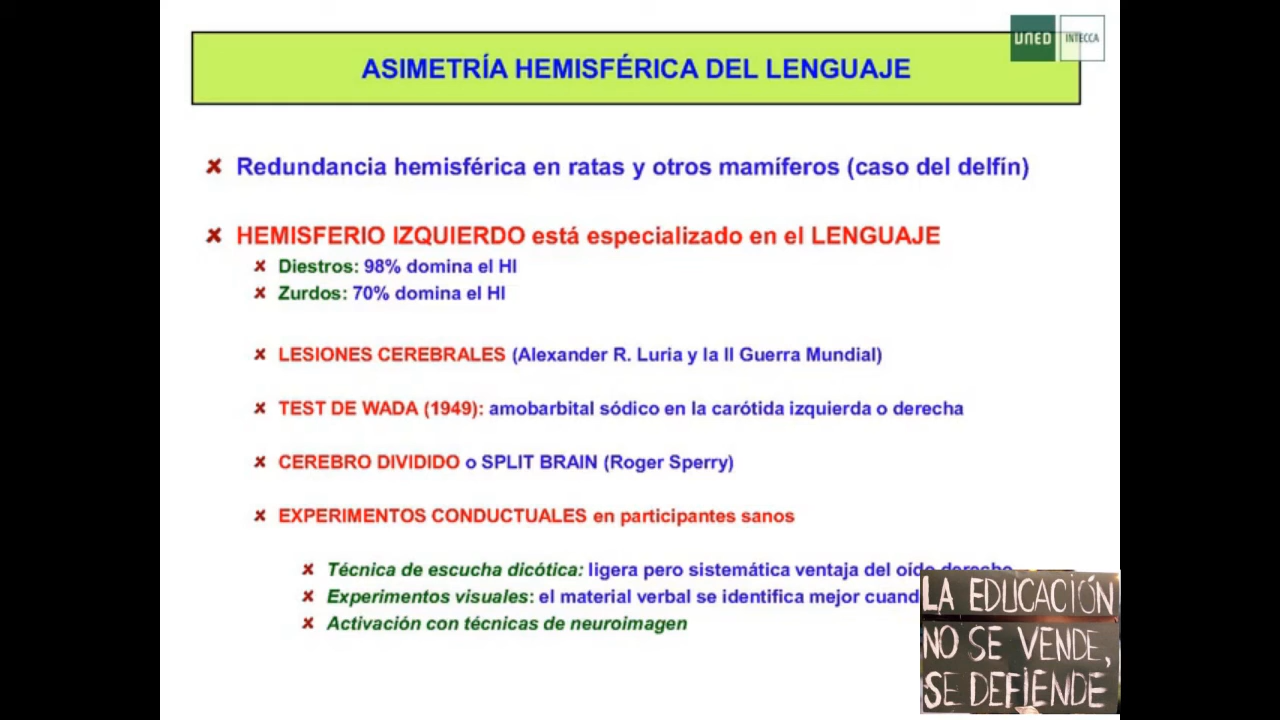 UNED INTECCA
ASIMETRÍA HEMISFÉRICA DEL LENGUAJE
Redundancia hemisférica en ratas y otros mamíferos (caso del delfín)
HEMISFERIO IZQUIERDO está especializado en el LENGUAJE
Diestros: 98% domina el HI
Zurdos: 70% domina el HI
LESIONES CEREBRALES (Alexander R. Luria y la II Guerra Mundial)
TEST DE WADA (1949): amobarbital sódico en la carótida izquierda o derecha
CEREBRO DIVIDIDO o SPLIT BRAIN (Roger Sperry)
EXPERIMENTOS CONDUCTUALES en participantes sanos
Técnica de escucha dicótica: ligera pero sistemática ventaja del oído derecho
Experimentos visuales: el material verbal se identifica mejor cuand
Activación con técnicas de neuroimagen
LA EDUCACIÓN
NO SE VENDE,
SE DEFIENDE